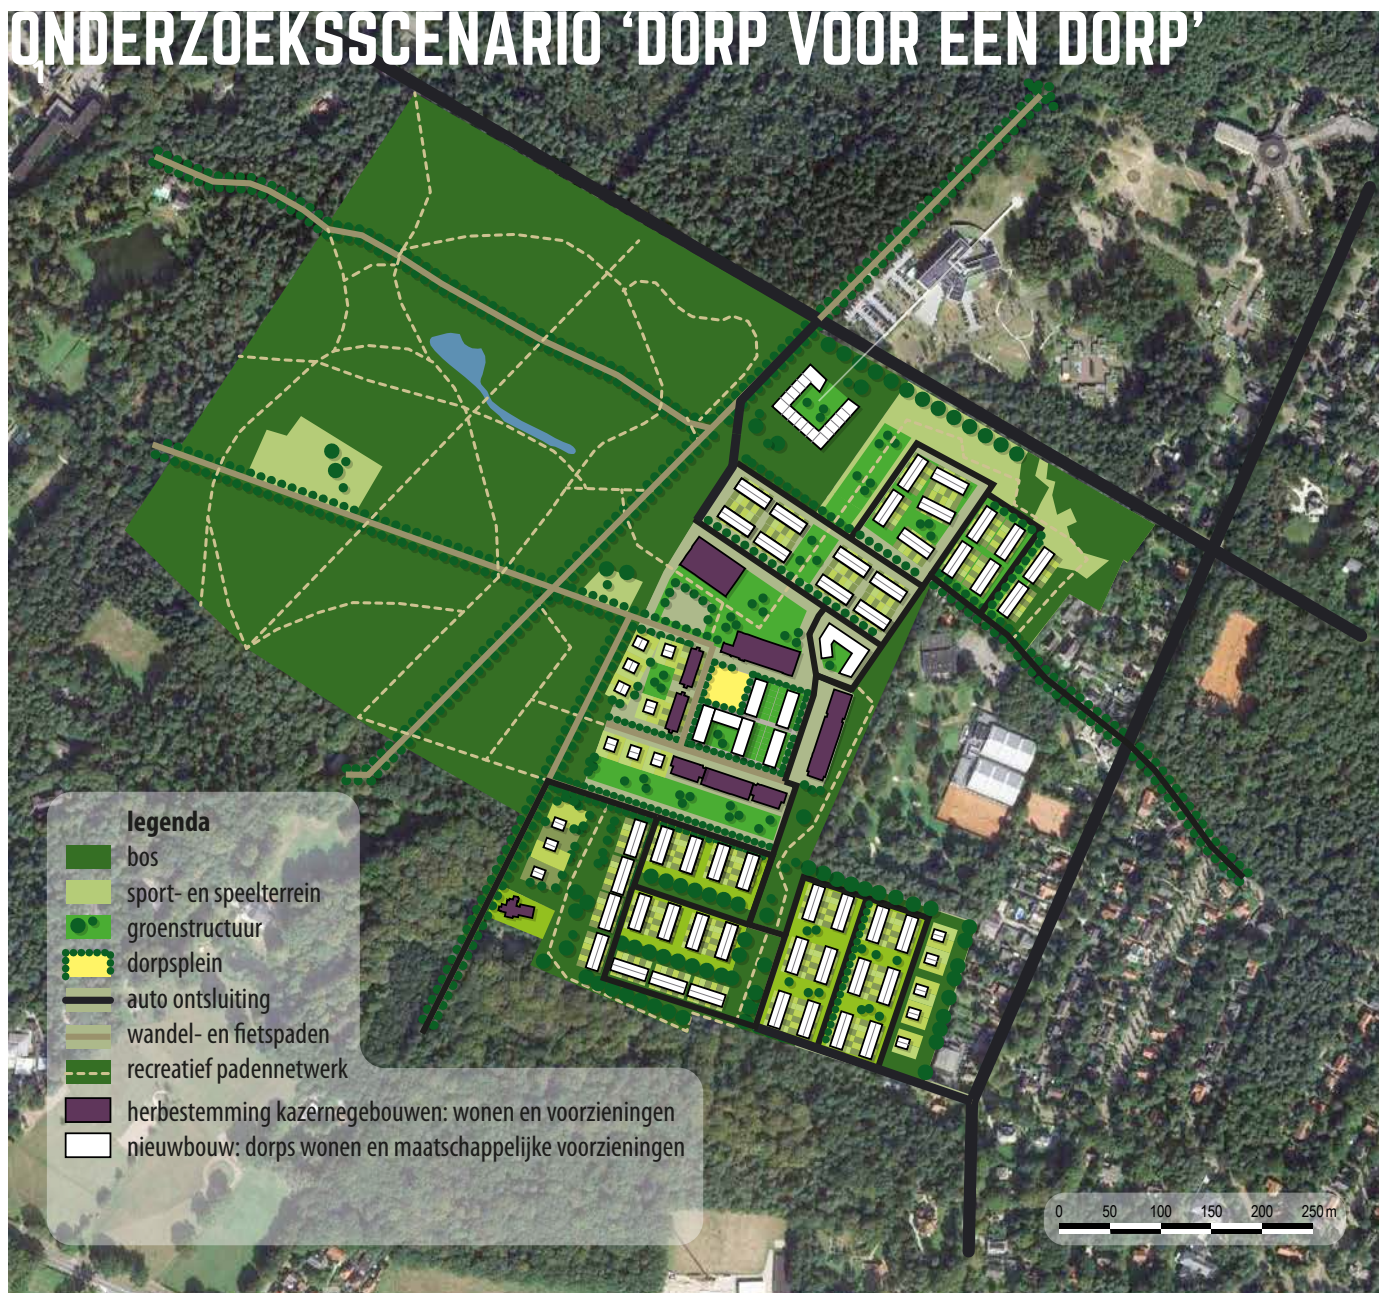 ONDERZOEKSSCENARIO ‘DORP VOOR EEN DORP’
1
legenda
bos
sport- en speelterrein
groenstructuur
dorpsplein
auto ontsluiting
wandel- en fietspaden
recreatief padennetwerk
herbestemming kazernegebouwen: wonen en voorzieningen
nieuwbouw: dorps wonen en maatschappelijke voorzieningen
0 50 100 150 200 250 m